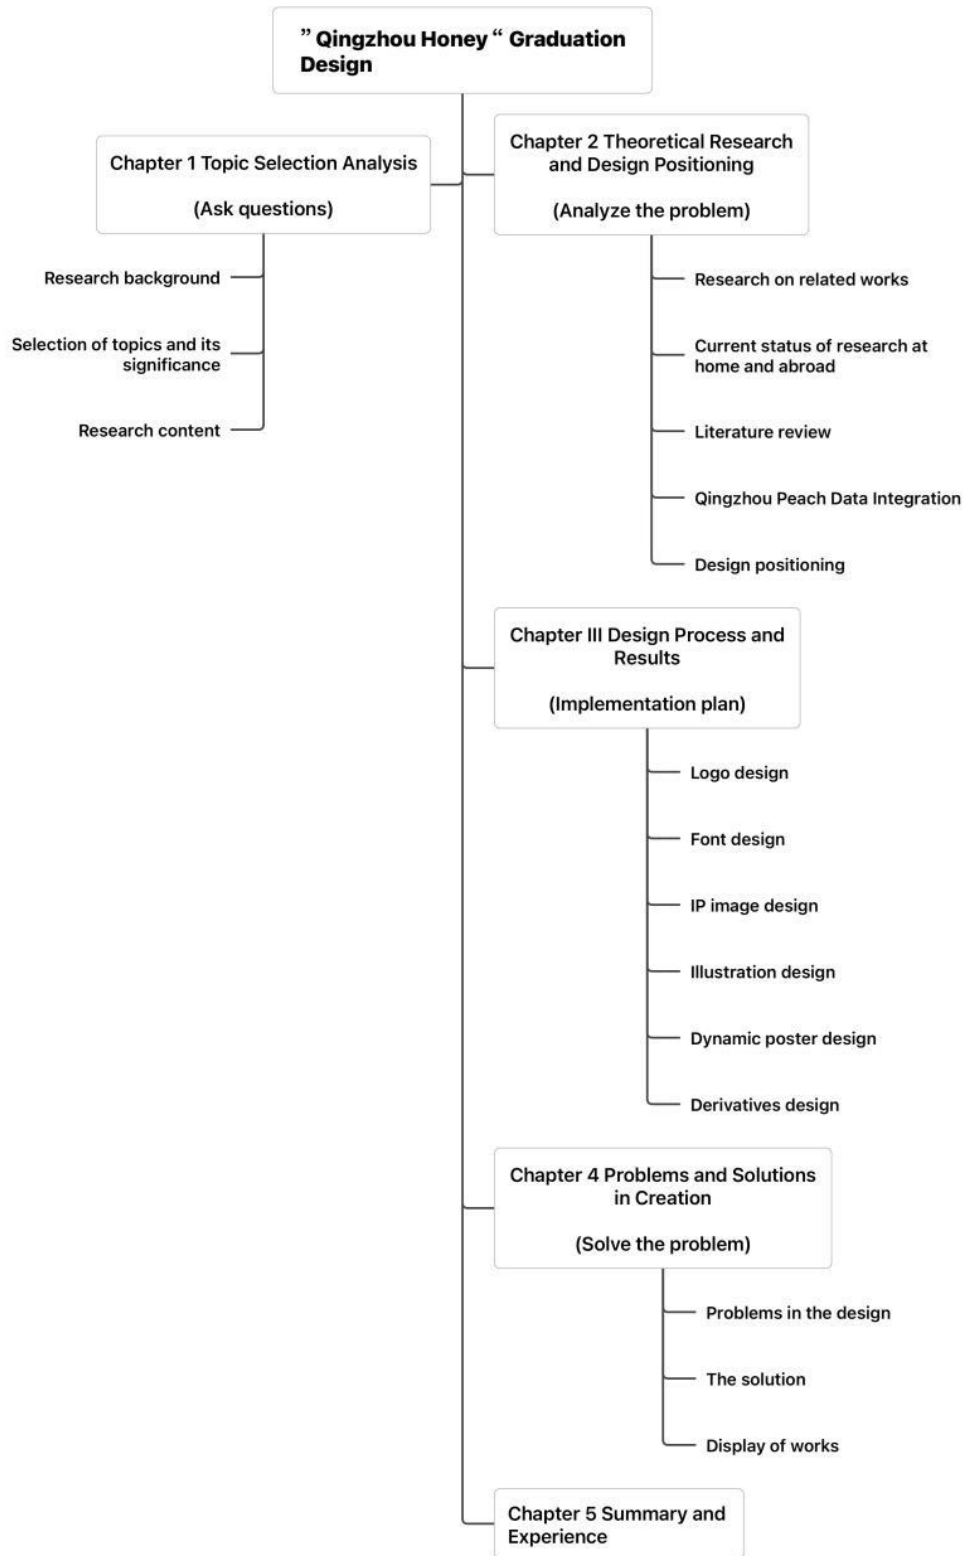 ” Qingzhou Honey “ Graduation
Design
Chapter 1 Topic Selection Analysis
(Ask questions)
Research background
Selection of topics and its
significance
Research content
Chapter 2 Theoretical Research
and Design Positioning
(Analyze the problem)
Research on related works
Current status of research at
home and abroad
Literature review
Qingzhou Peach Data Integration
Design positioning
Chapter III Design Process and
Results
(Implementation plan)
Logo design
Font design
IP image design
Illustration design
Dynamic poster design
Derivatives design
Chapter 4 Problems and Solutions
in Creation
(Solve the problem)
Problems in the design
The solution
Display of works
Chapter 5 Summary and
Experience